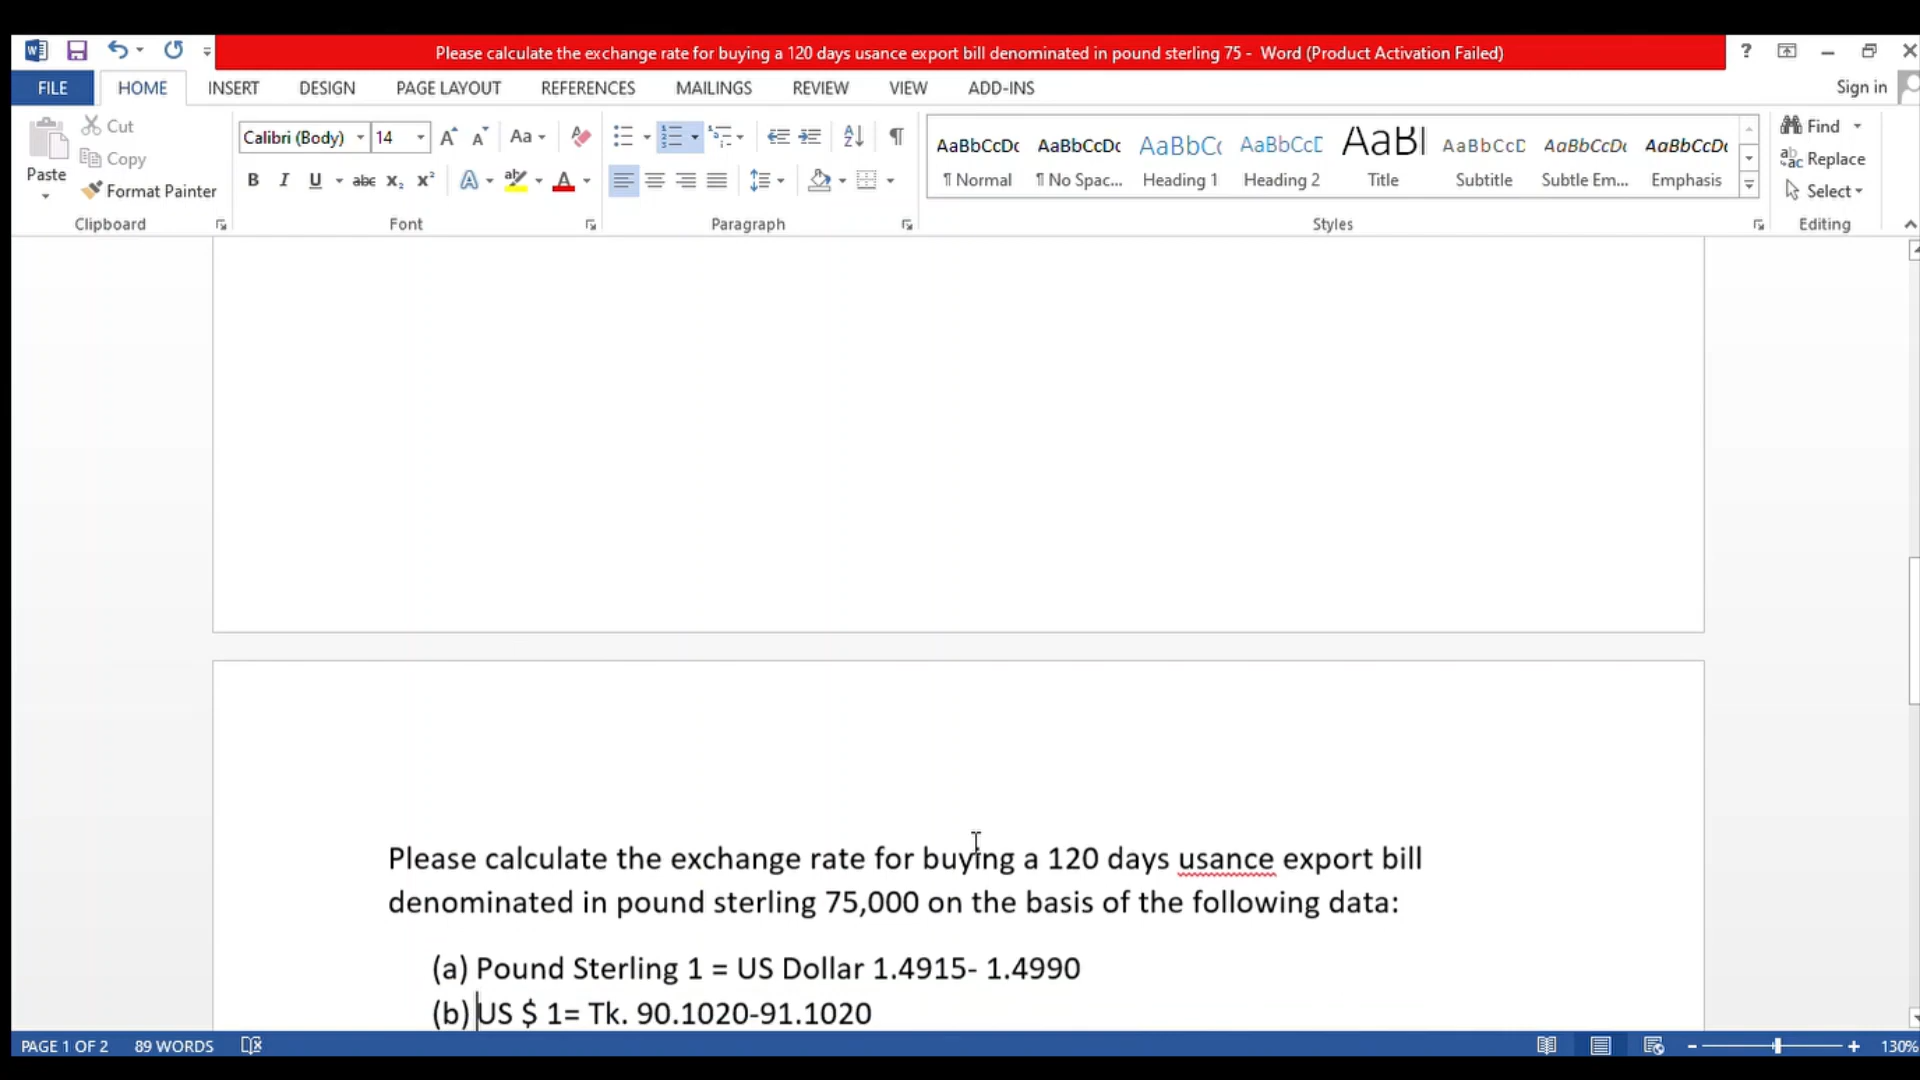 Please calculate the exchange rate for buying a 120 days usance export bill denominated in pound sterling 75 - Word (Product Activation Failed)
?
FILE HOME INSERT DESIGN PAGE LAYOUT REFERENCES MAILINGS REVIEW VIEW ADD-INS Sign in
Paste
Cut
Copy
Format Painter
Clipboard
Calibri (Body) 14 Aa
B I U abc X₂ X² A aby A
Font
Paragraph
AaBbCcDc AaBbCcDc AaBbC( AaBbCcD AaB AaBbCcD AaBbCcDc AaBbCcDc
¶ Normal ¶ No Spac... Heading 1 Heading 2 Title Subtitle Subtle Em... Emphasis
Styles
Find
Replace
Select
Editing
Please calculate the exchange rate for buying a 120 days usance export bill
denominated in pound sterling 75,000 on the basis of the following data:
(a) Pound Sterling 1 = US Dollar 1.4915- 1.4990
(b) US $ 1= Tk. 90.1020-91.1020
PAGE 1 OF 2 89 WORDS 130%